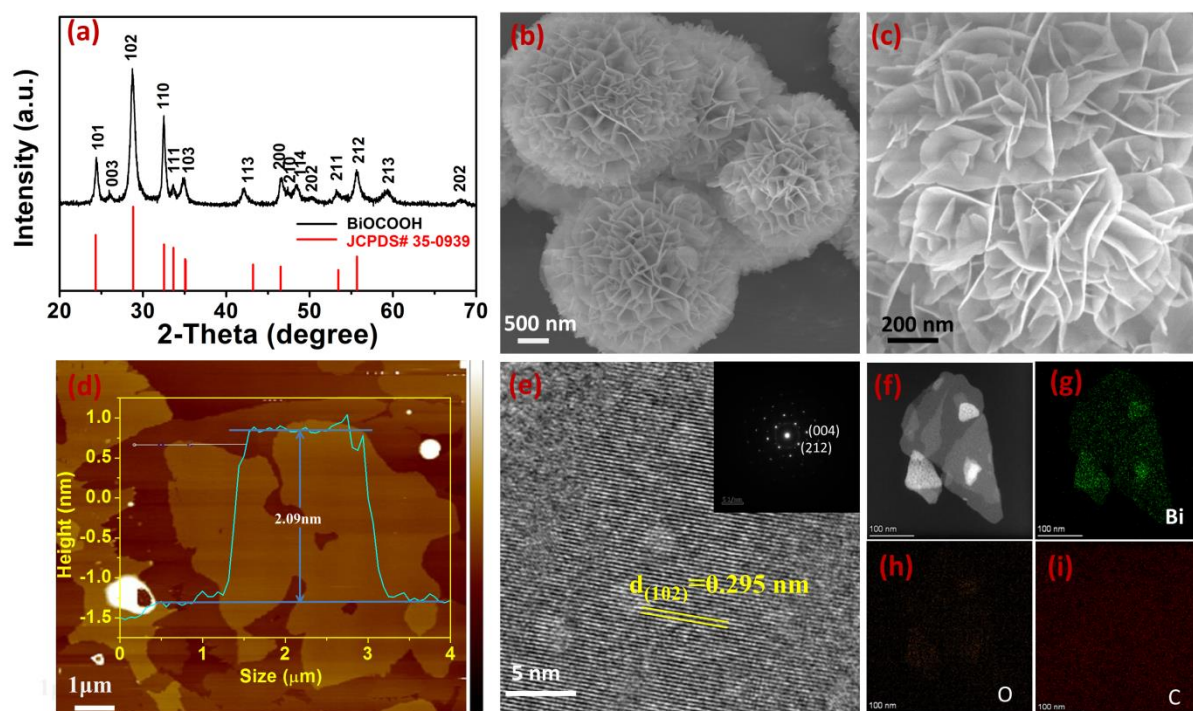 (a)
Intensity (a.u.)
101
003
102
110
111
103
113
200
210
114
202
211
212
213
202
BiOCOOH
JCPDS# 35-0939
20 30 40 50 60 70
2-Theta (degree)
(b)
500 nm
(c)
200 nm
(d)
Height (nm)
1.0
0.5
0.0
-0.5
-1.0
-1.5
2.09nm
0 1 2 3 4
Size (μm)
1μm
(e)
(004)
(212)
d(102)=0.295 nm
5 nm
(f)
100 nm
(g)
Bi
100 nm
(h)
O
100 nm
(i)
C
100 nm